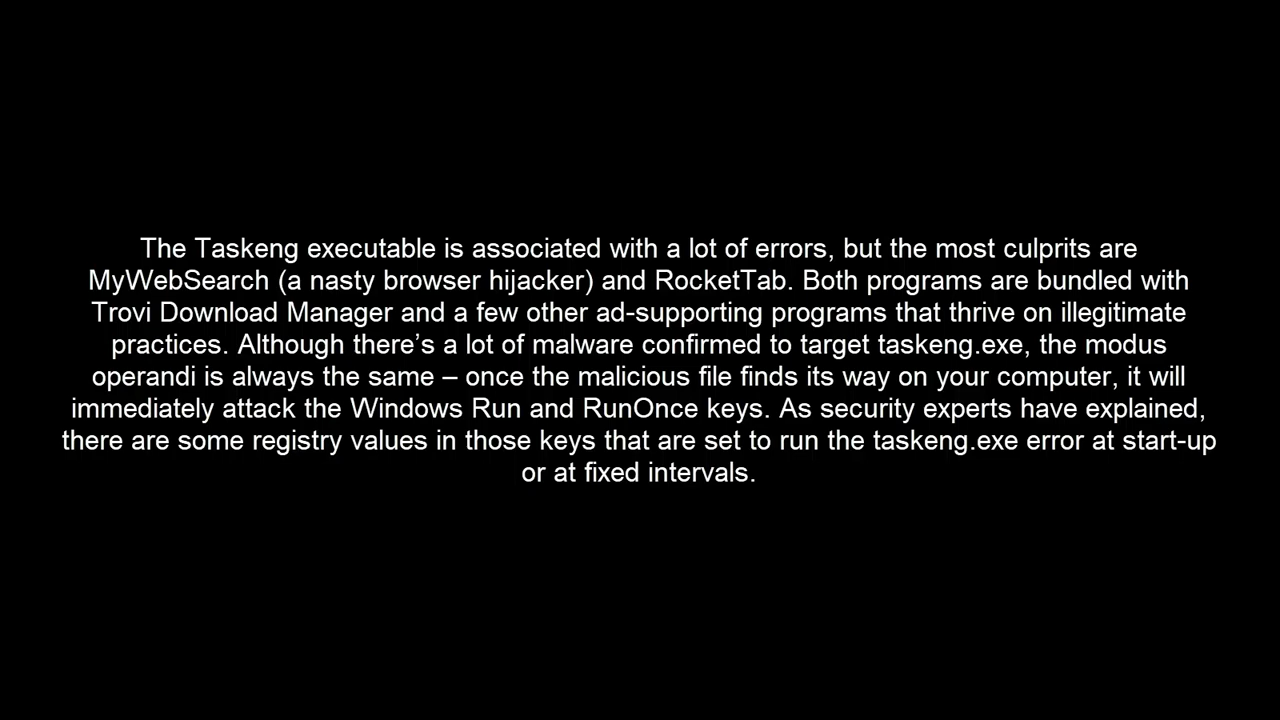 The Taskeng executable is associated with a lot of errors, but the most culprits are
MyWebSearch (a nasty browser hijacker) and RocketTab. Both programs are bundled with
Trovi Download Manager and a few other ad-supporting programs that thrive on illegitimate
practices. Although there’s a lot of malware confirmed to target taskeng.exe, the modus
operandi is always the same – once the malicious file finds its way on your computer, it will
immediately attack the Windows Run and RunOnce keys. As security experts have explained,
there are some registry values in those keys that are set to run the taskeng.exe error at start-up
or at fixed intervals.